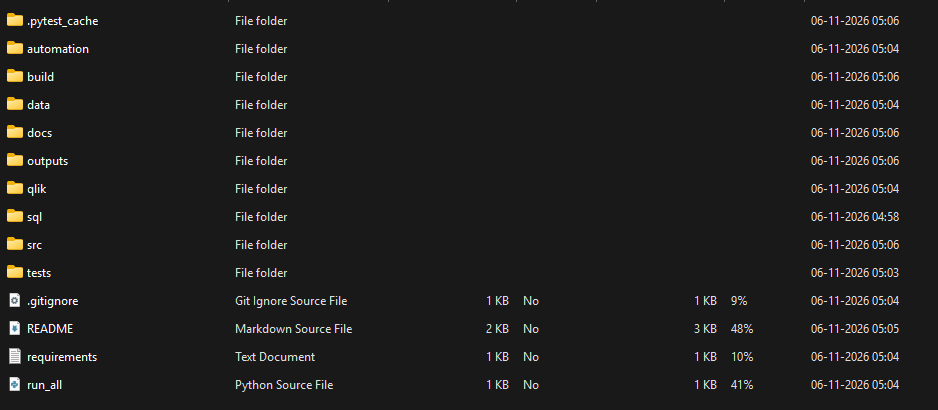 .pytest_cache File folder 06-11-2026 05:06
automation File folder 06-11-2026 05:04
build File folder 06-11-2026 05:06
data File folder 06-11-2026 05:04
docs File folder 06-11-2026 05:06
outputs File folder 06-11-2026 05:06
qlik File folder 06-11-2026 05:04
sql File folder 06-11-2026 04:58
src File folder 06-11-2026 05:06
tests File folder 06-11-2026 05:03
.gitignore Git Ignore Source File 1 KB No 1 KB 9% 06-11-2026 05:04
README Markdown Source File 2 KB No 3 KB 48% 06-11-2026 05:05
requirements Text Document 1 KB No 1 KB 10% 06-11-2026 05:04
run_all Python Source File 1 KB No 1 KB 41% 06-11-2026 05:04